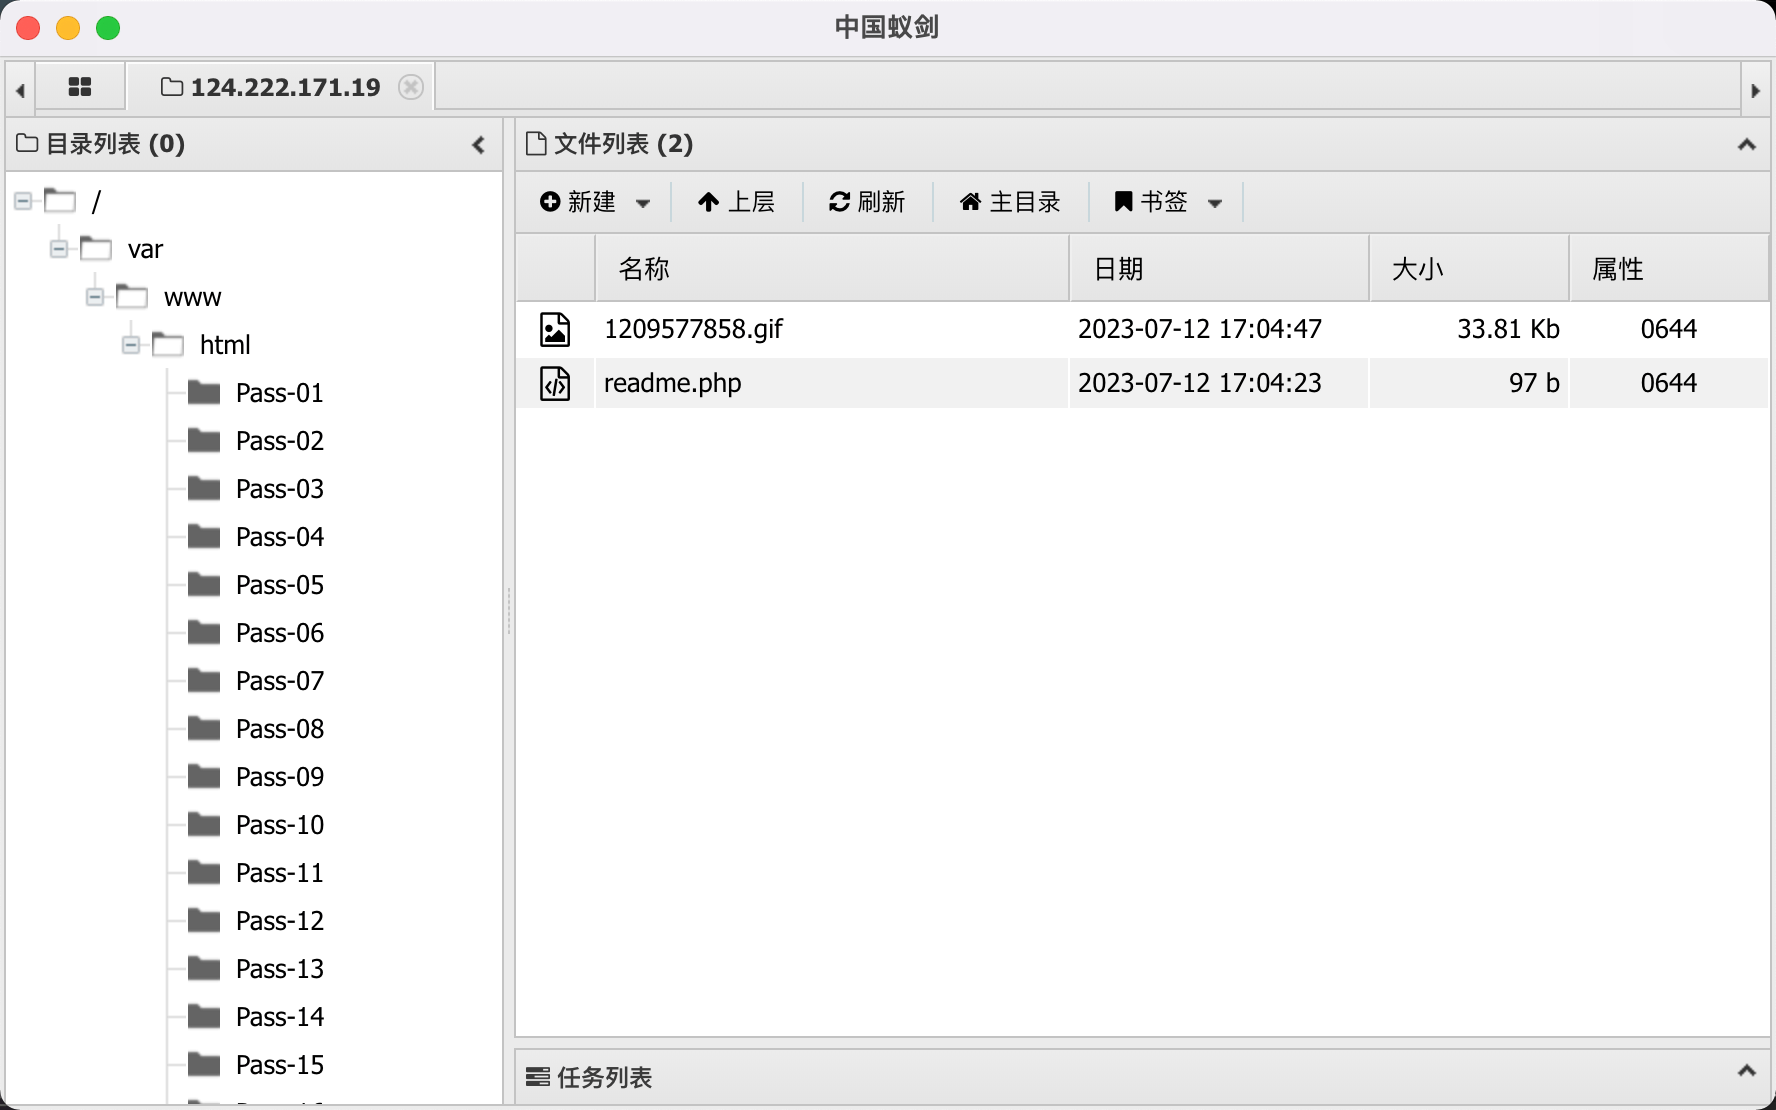 中国蚁剑
124.222.171.19
目录列表 (0)
/
var
www
html
Pass-01
Pass-02
Pass-03
Pass-04
Pass-05
Pass-06
Pass-07
Pass-08
Pass-09
Pass-10
Pass-11
Pass-12
Pass-13
Pass-14
Pass-15
文件列表 (2)
新建 上层 刷新 主目录 书签
名称 日期 大小 属性
1209577858.gif 2023-07-12 17:04:47 33.81 Kb 0644
readme.php 2023-07-12 17:04:23 97 b 0644
任务列表